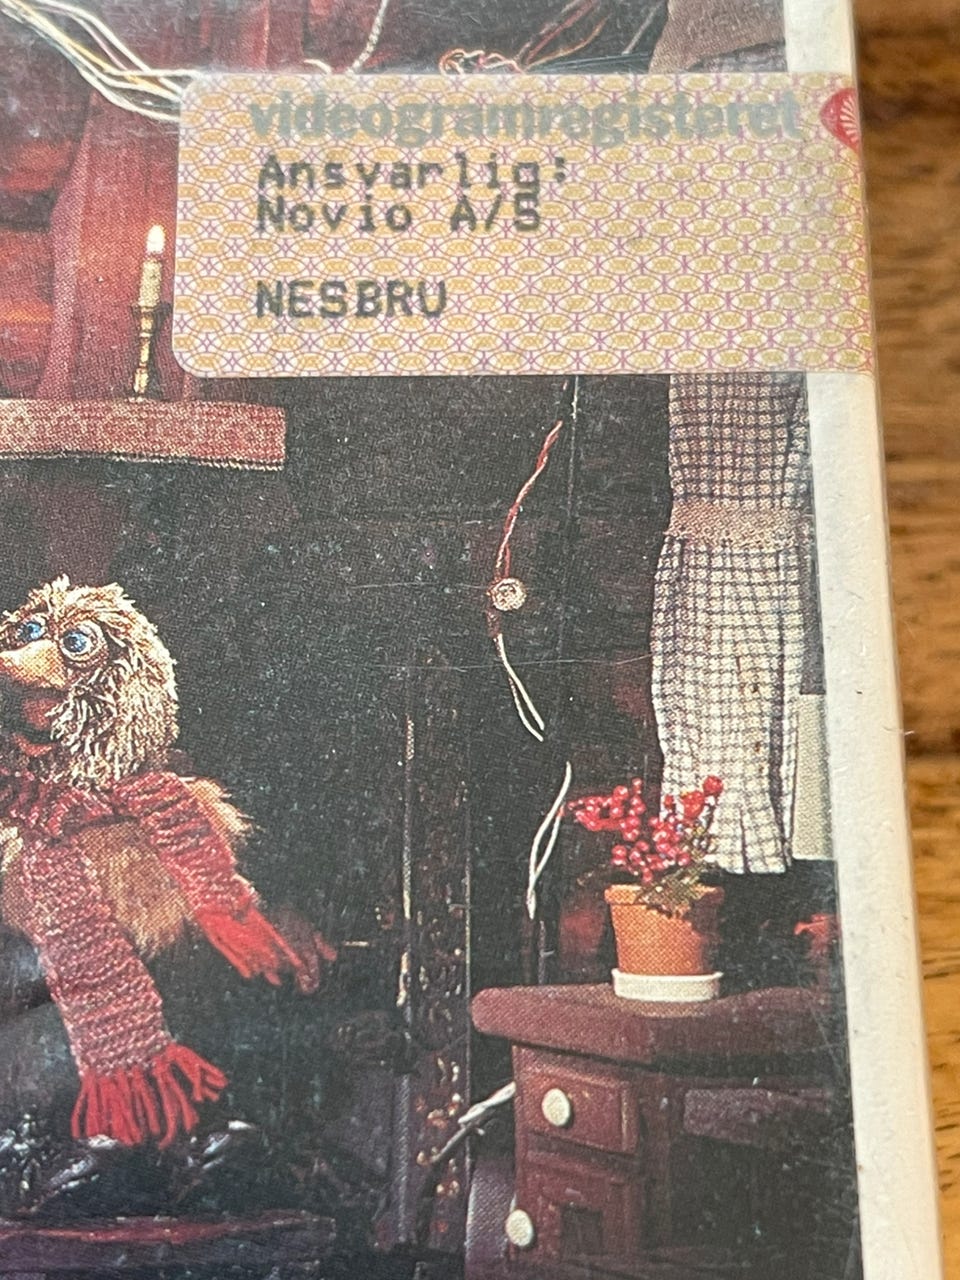 videogramregisteret
Ansvarlig:
Novio A/S
NESBRU